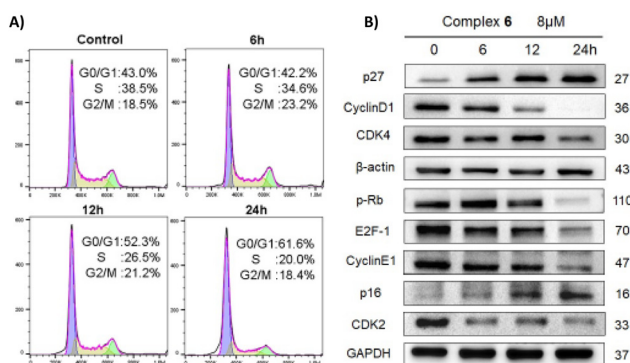 A)
Control
G0/G1:43.0%
S :38.5%
G2/M:18.5%
6h
G0/G1:42.2%
S :34.6%
G2/M:23.2%
12h
G0/G1:52.3%
S :26.5%
G2/M:21.2%
24h
G0/G1:61.6%
S :20.0%
G2/M:18.4%
B)
Complex 6 8μM
0 6 12 24h
p27 27
CyclinD1 36
CDK4 30
β-actin 43
p-Rb 110
E2F-1 70
CyclinE1 47
p16 16
CDK2 33
GAPDH 37